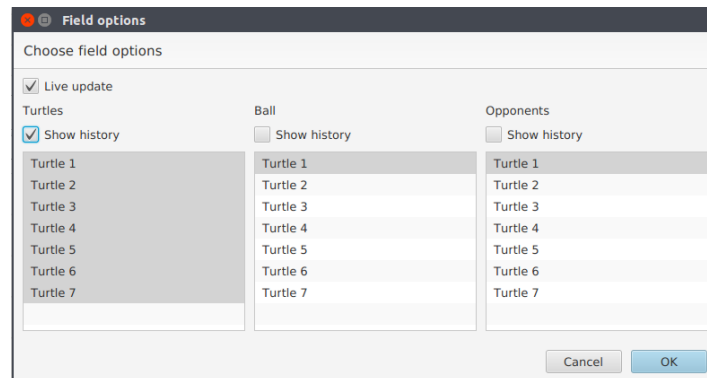 Field options
Choose field options
Live update
Turtles
Show history
Turtle 1
Turtle 2
Turtle 3
Turtle 4
Turtle 5
Turtle 6
Turtle 7
Ball
Show history
Turtle 1
Turtle 2
Turtle 3
Turtle 4
Turtle 5
Turtle 6
Turtle 7
Opponents
Show history
Turtle 1
Turtle 2
Turtle 3
Turtle 4
Turtle 5
Turtle 6
Turtle 7
Cancel
OK